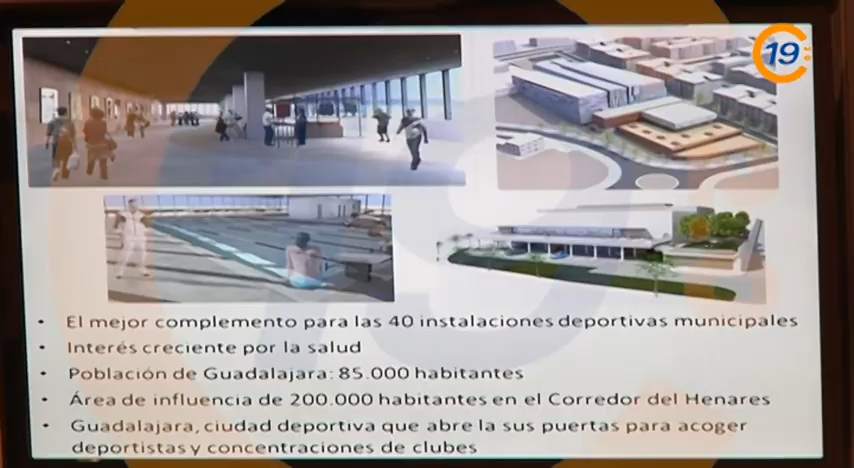 19
• El mejor complemento para las 40 instalaciones deportivas municipales
• Interés creciente por la salud
• Población de Guadalajara: 85.000 habitantes
• Área de influencia de 200.000 habitantes en el Corredor del Henares
• Guadalajara, ciudad deportiva que abre la sus puertas para acoger
deportistas y concentraciones de clubes